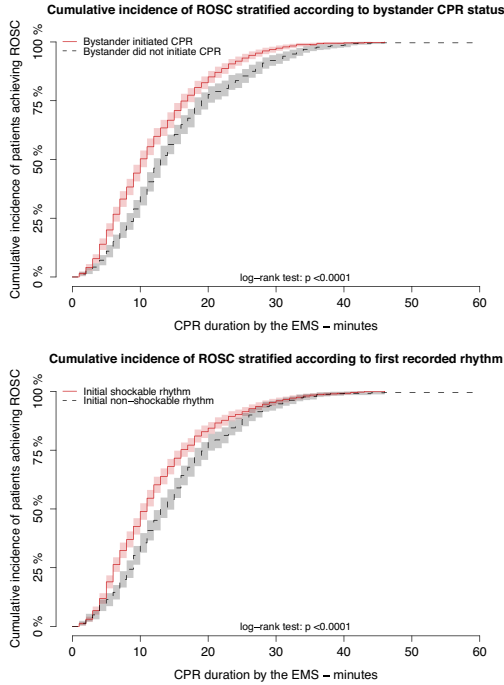 Cumulative incidence of ROSC stratified according to bystander CPR status
Cumulative incidence of patients achieving ROSC
100 %
75%
50 %
25%
0 %
Bystander initiated CPR
Bystander did not initiate CPR
log−rank test: p <0.0001
0 10 20 30 40 50 60
CPR duration by the EMS − minutes
Cumulative incidence of ROSC stratified according to first recorded rhythm
Cumulative incidence of patients achieving ROSC
100 %
75%
50 %
25%
0 %
Initial shockable rhythm
Initial non−shockable rhythm
log−rank test: p <0.0001
0 10 20 30 40 50 60
CPR duration by the EMS − minutes